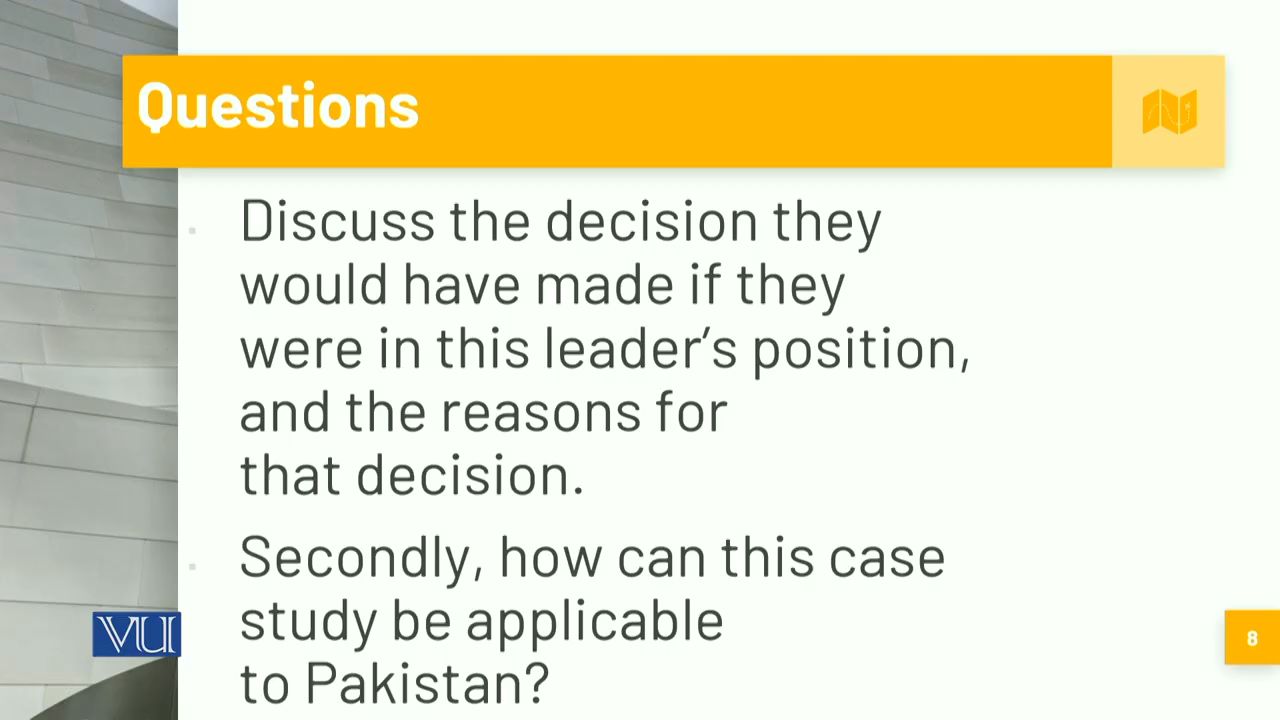 Questions
Discuss the decision they
would have made if they
were in this leader’s position,
and the reasons for
that decision.
Secondly, how can this case
study be applicable
to Pakistan?
VU
8